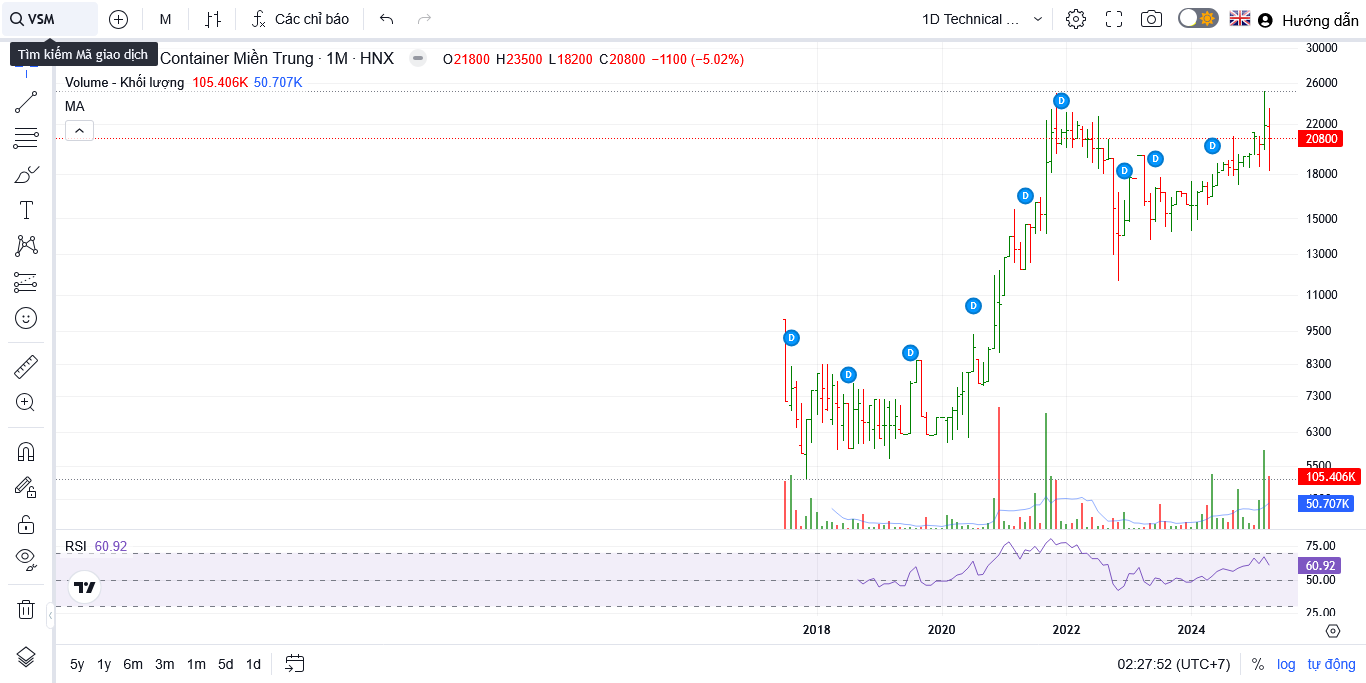 VSM
M
Các chỉ báo
1D Technical ...
Hướng dẫn
Tìm kiếm Mã giao dịch
Container Miền Trung · 1M · HNX
O21800 H23500 L18200 C20800 −1100 (−5.02%)
Volume - Khối lượng 105.406K 50.707K
MA
30000
26000
22000
20800
18000
15000
13000
11000
9500
8300
7300
6300
5500
105.406K
50.707K
D
D
D
D
D
D
D
D
D
RSI 60.92
75.00
60.92
50.00
25.00
2018
2020
2022
2024
5y 1y 6m 3m 1m 5d 1d
02:27:52 (UTC+7)
% log tự động